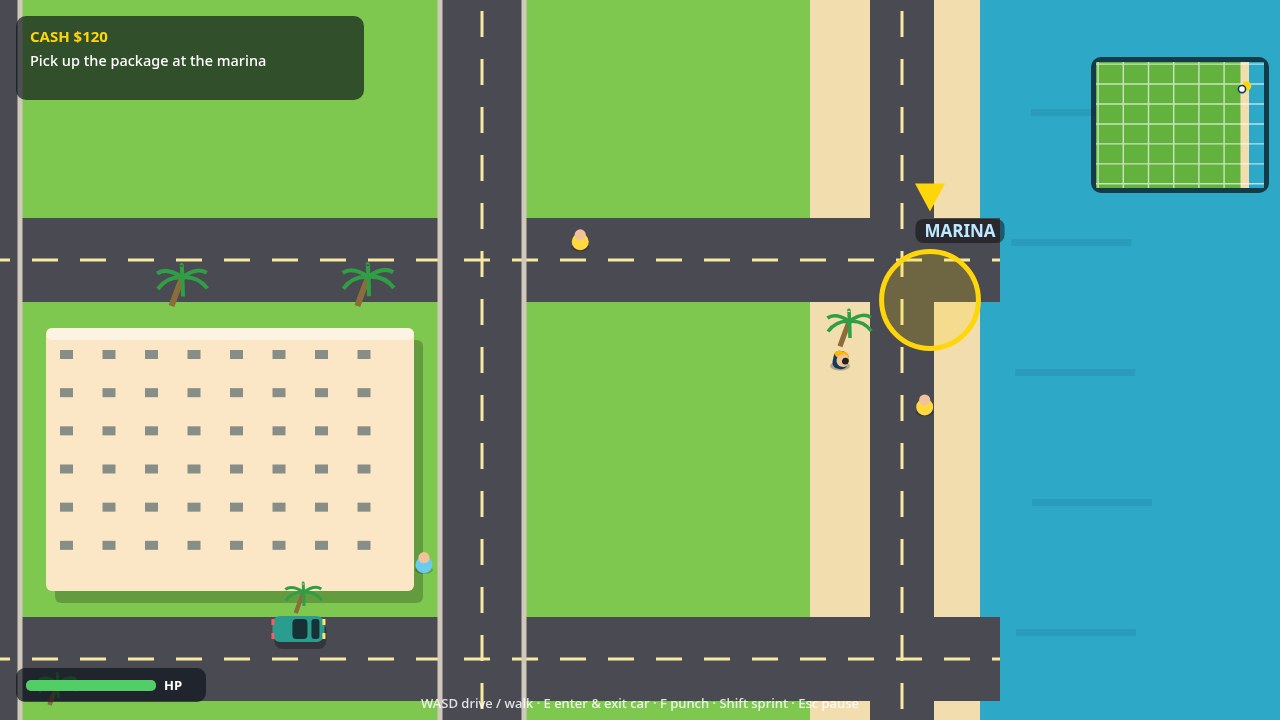 CASH $120
Pick up the package at the marina
MARINA
HP
WASD drive / walk · E enter & exit car · F punch · Shift sprint · Esc pause